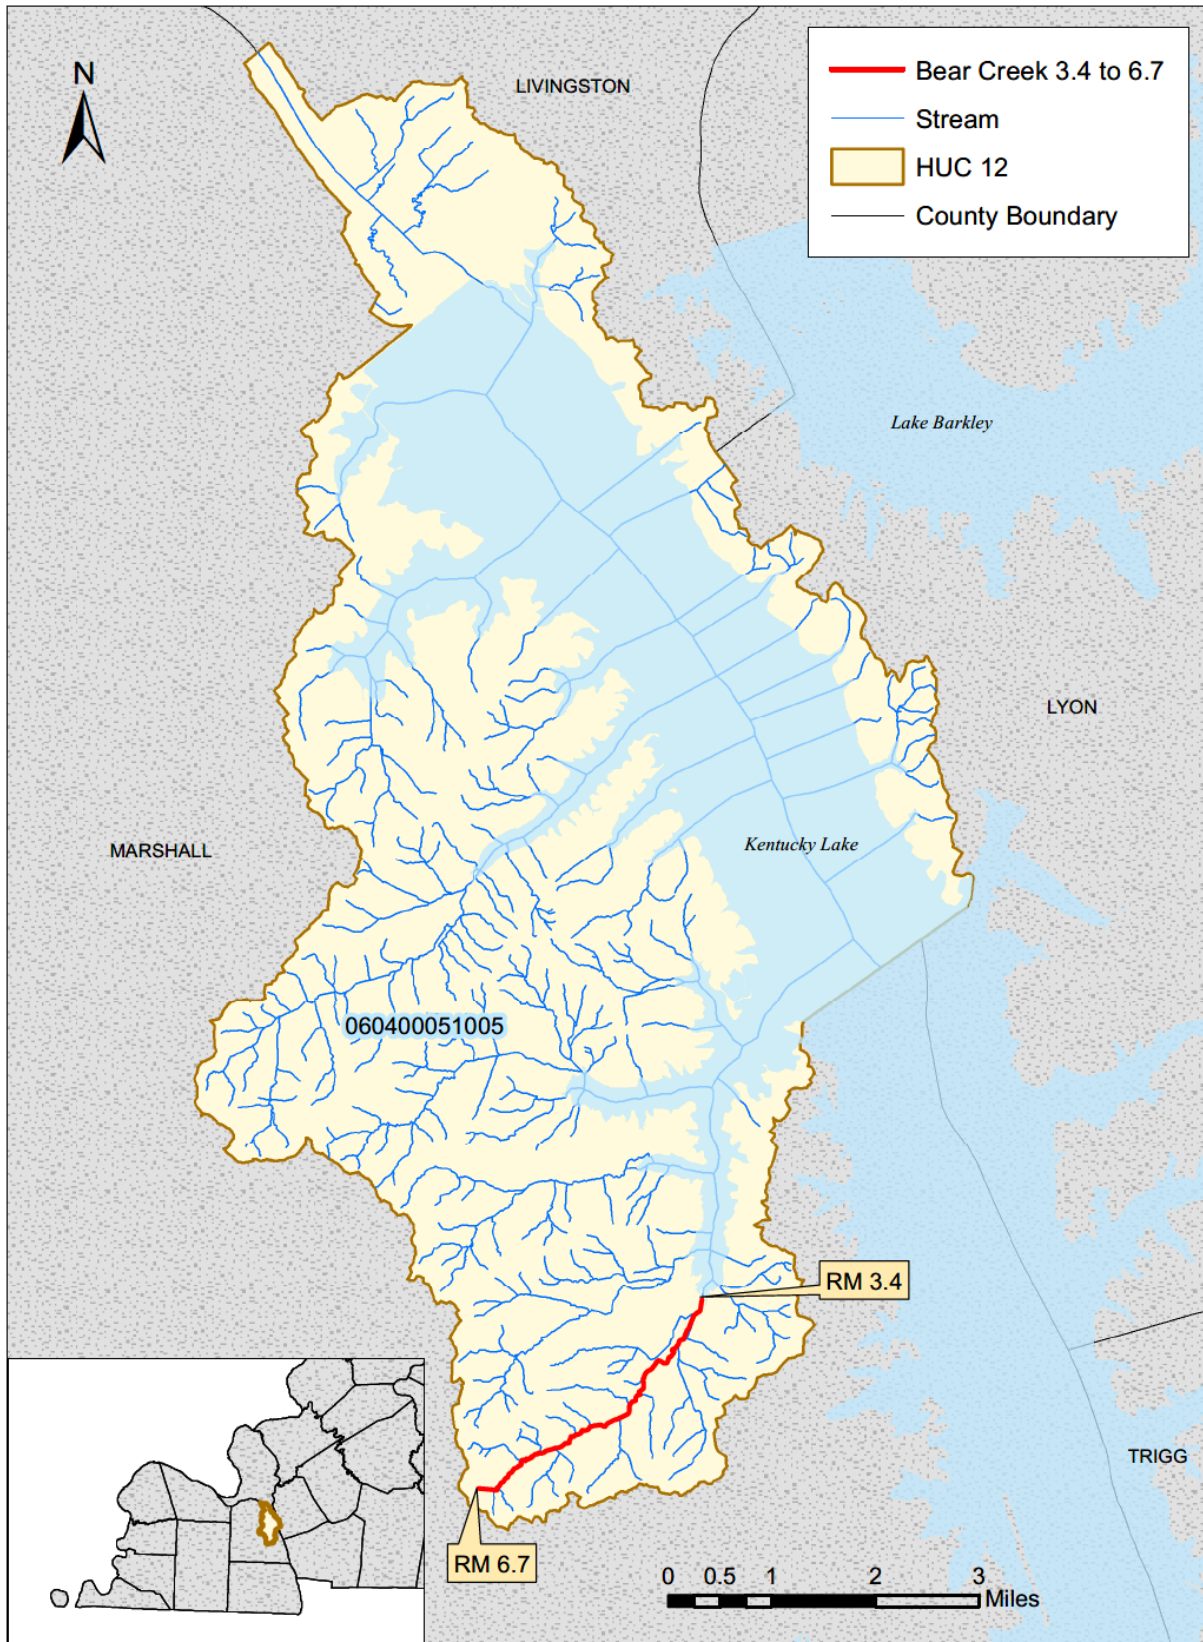 N
LIVINGSTON
Bear Creek 3.4 to 6.7
Stream
HUC 12
County Boundary
Lake Barkley
LYON
MARSHALL
Kentucky Lake
060400051005
RM 3.4
TRIGG
RM 6.7
0 0.5 1 2 3
Miles